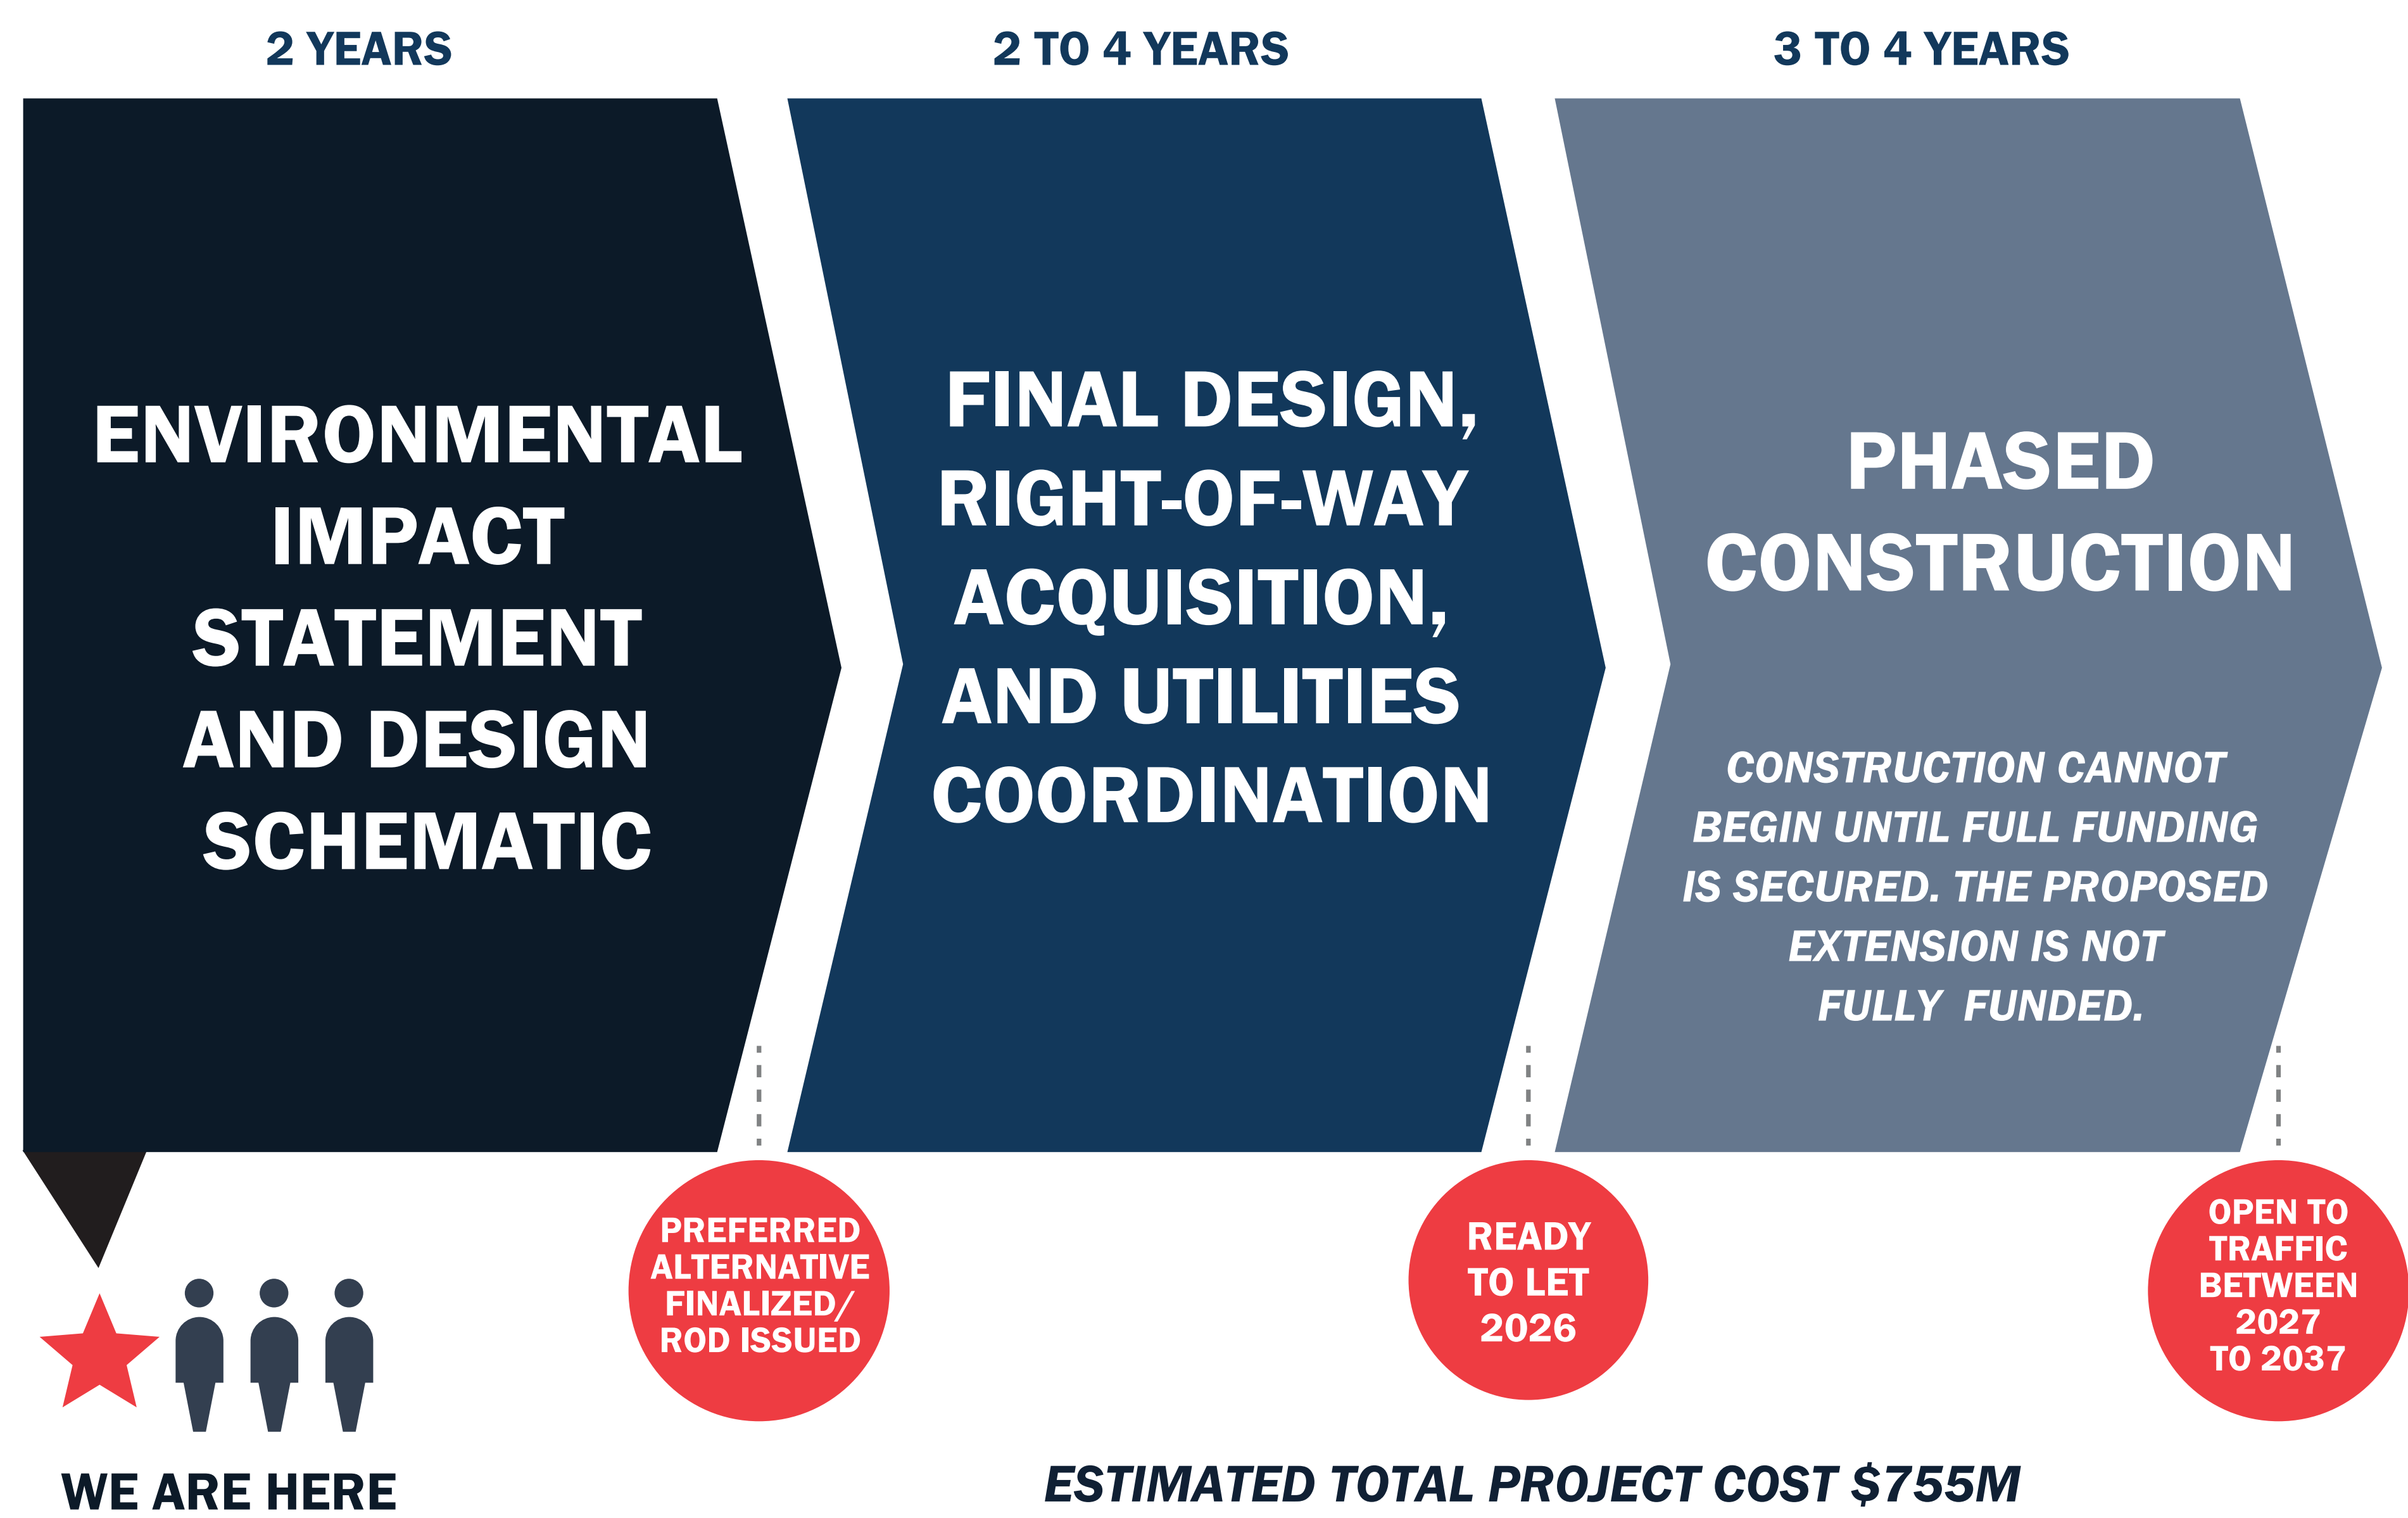 2 YEARS
2 TO 4 YEARS
3 TO 4 YEARS
ENVIRONMENTAL
IMPACT
STATEMENT
AND DESIGN
SCHEMATIC
FINAL DESIGN,
RIGHT-OF-WAY
ACQUISITION,
AND UTILITIES
COORDINATION
PHASED
CONSTRUCTION
CONSTRUCTION CANNOT
BEGIN UNTIL FULL FUNDING
IS SECURED. THE PROPOSED
EXTENSION IS NOT
FULLY FUNDED.
PREFERRED
ALTERNATIVE
FINALIZED/
ROD ISSUED
READY
TO LET
2026
OPEN TO
TRAFFIC
BETWEEN
2027
TO 2037
WE ARE HERE
ESTIMATED TOTAL PROJECT COST $755M